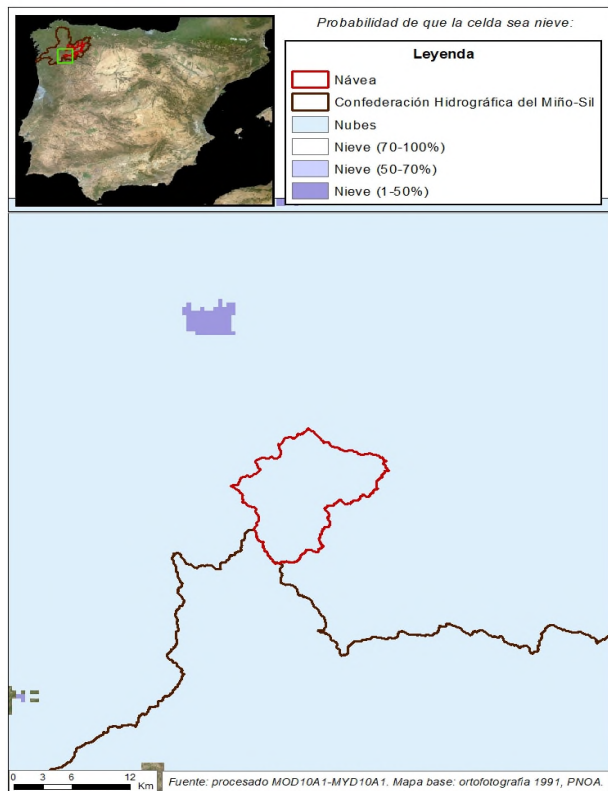 Probabilidad de que la celda sea nieve:
Leyenda
Návea
Confederación Hidrográfica del Miño-Sil
Nubes
Nieve (70-100%)
Nieve (50-70%)
Nieve (1-50%)
0 3 6 12
Km
Fuente: procesado MOD10A1-MYD10A1. Mapa base: ortofotografía 1991, PNOA.